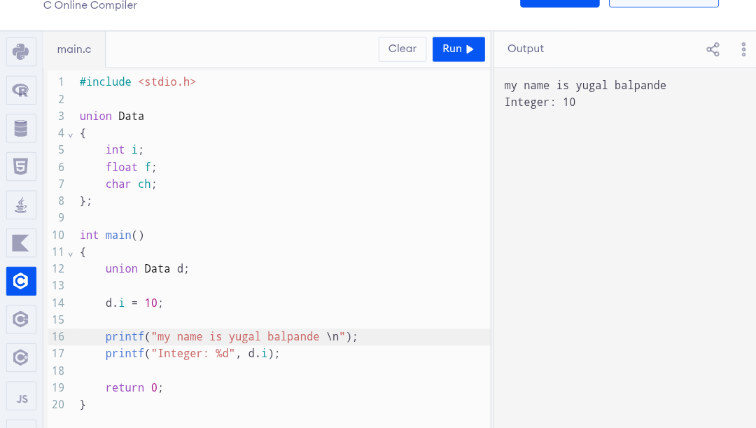 C Online Compiler
main.c
Clear
Run
Output
1 #include <stdio.h>
2
3 union Data
4 {
5     int i;
6     float f;
7     char ch;
8 };
9
10 int main()
11 {
12     union Data d;
13
14     d.i = 10;
15
16     printf("my name is yugal balpande \n");
17     printf("Integer: %d", d.i);
18
19     return 0;
20 }
my name is yugal balpande
Integer: 10
JS